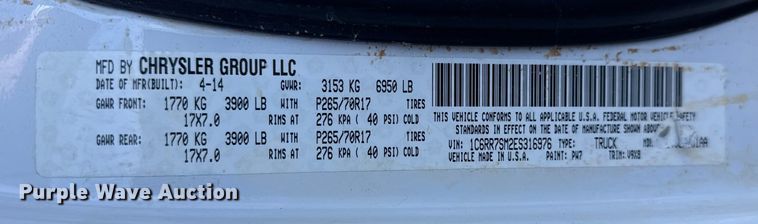 MFD BY CHRYSLER GROUP LLC
DATE OF MFR(BUILT): 4-14 GVWR: 3153 KG 6950 LB
GAWR FRONT: 1770 KG 3900 LB WITH P265/70R17 TIRES
17X7.0 RIMS AT 276 KPA ( 40 PSI) COLD
GAWR REAR: 1770 KG 3900 LB WITH P265/70R17 TIRES
17X7.0 RIMS AT 276 KPA ( 40 PSI) COLD
THIS VEHICLE CONFORMS TO ALL APPLICABLE U.S.A. FEDERAL MOTOR VEHICLE SAFETY
STANDARDS IN EFFECT ON THE DATE OF MANUFACTURE SHOWN ABOVE.
VIN: 1C6RR7SM2ES316976 TYPE: TRUCK
VEHICLE MADE IN U.S.A. PAINT: PW7 TRIM: V9X8
Purple Wave Auction